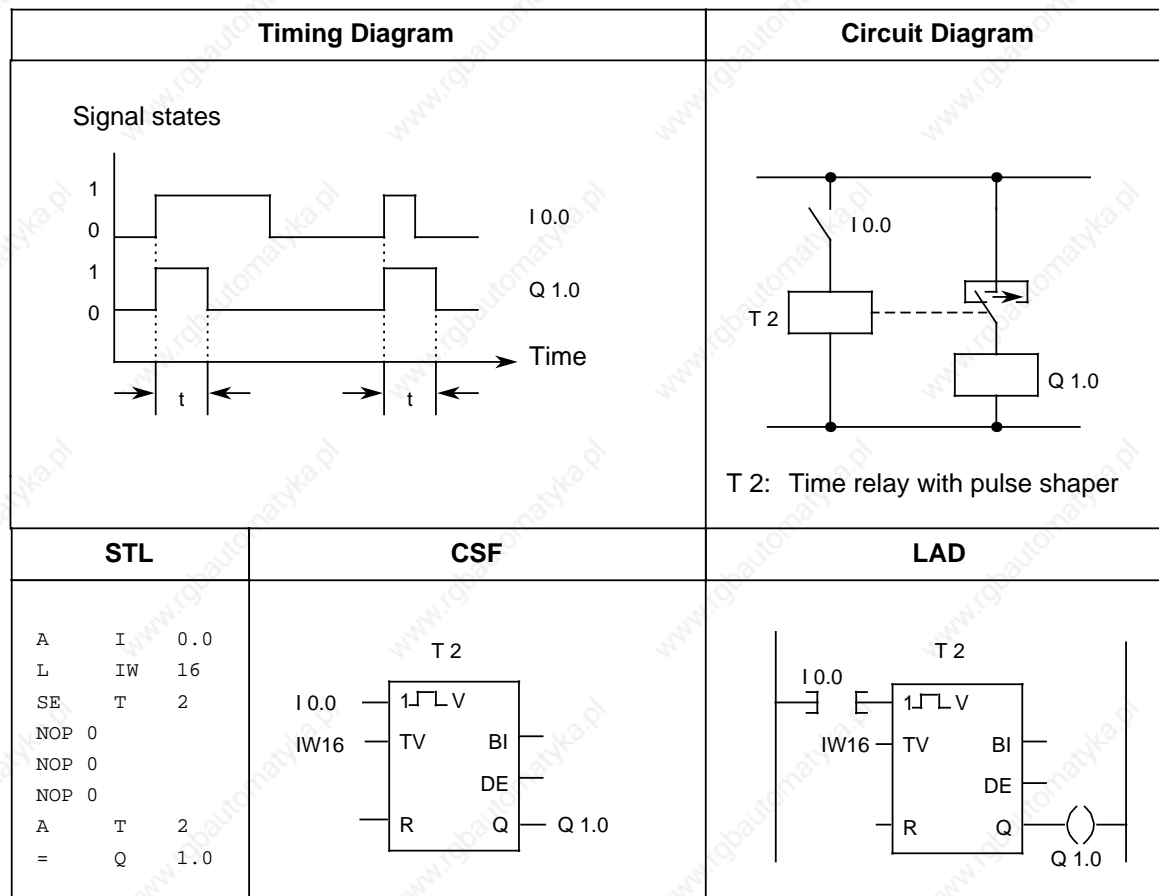 Timing Diagram
Circuit Diagram
Signal states
1
0
I 0.0
1
0
Q 1.0
Time
t
t
I 0.0
T 2
Q 1.0
T 2: Time relay with pulse shaper
STL
CSF
LAD
A I 0.0
L IW 16
SE T 2
NOP 0
NOP 0
NOP 0
A T 2
= Q 1.0
T 2
I 0.0
1 V
IW16
TV
BI
DE
R
Q
Q 1.0
T 2
I 0.0
1 V
IW16
TV
BI
DE
R
Q
Q 1.0
www.rgbautomatyka.pl